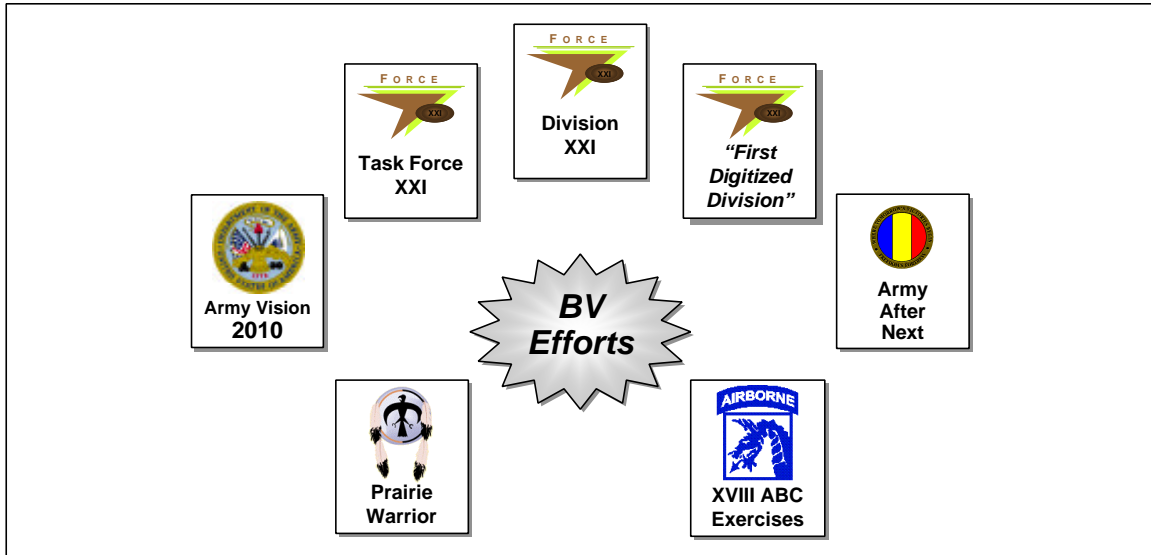 FORCE
XXI
Division
XXI
FORCE
XXI
Task Force
XXI
FORCE
XXI
“First
Digitized
Division”
Army Vision
2010
Army
After
Next
BV
Efforts
Prairie
Warrior
AIRBORNE
XVIII ABC
Exercises